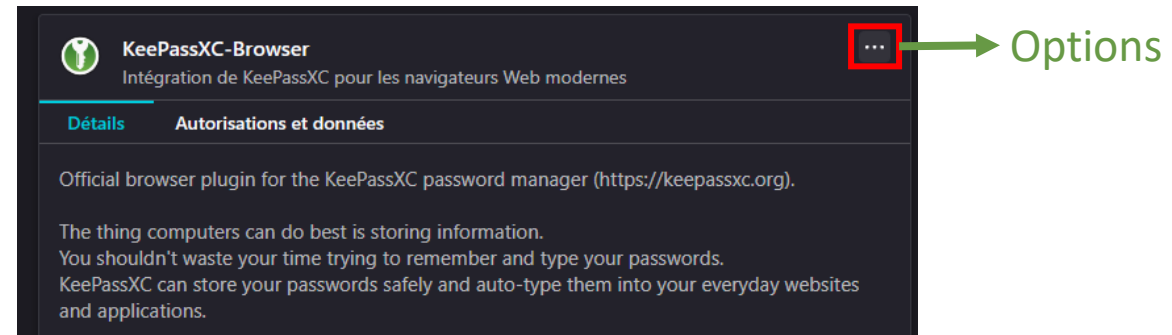 KeePassXC-Browser
Intégration de KeePassXC pour les navigateurs Web modernes
... Options
Détails Autorisations et données
Official browser plugin for the KeePassXC password manager (https://keepassxc.org).
The thing computers can do best is storing information.
You shouldn't waste your time trying to remember and type your passwords.
KeePassXC can store your passwords safely and auto-type them into your everyday websites
and applications.